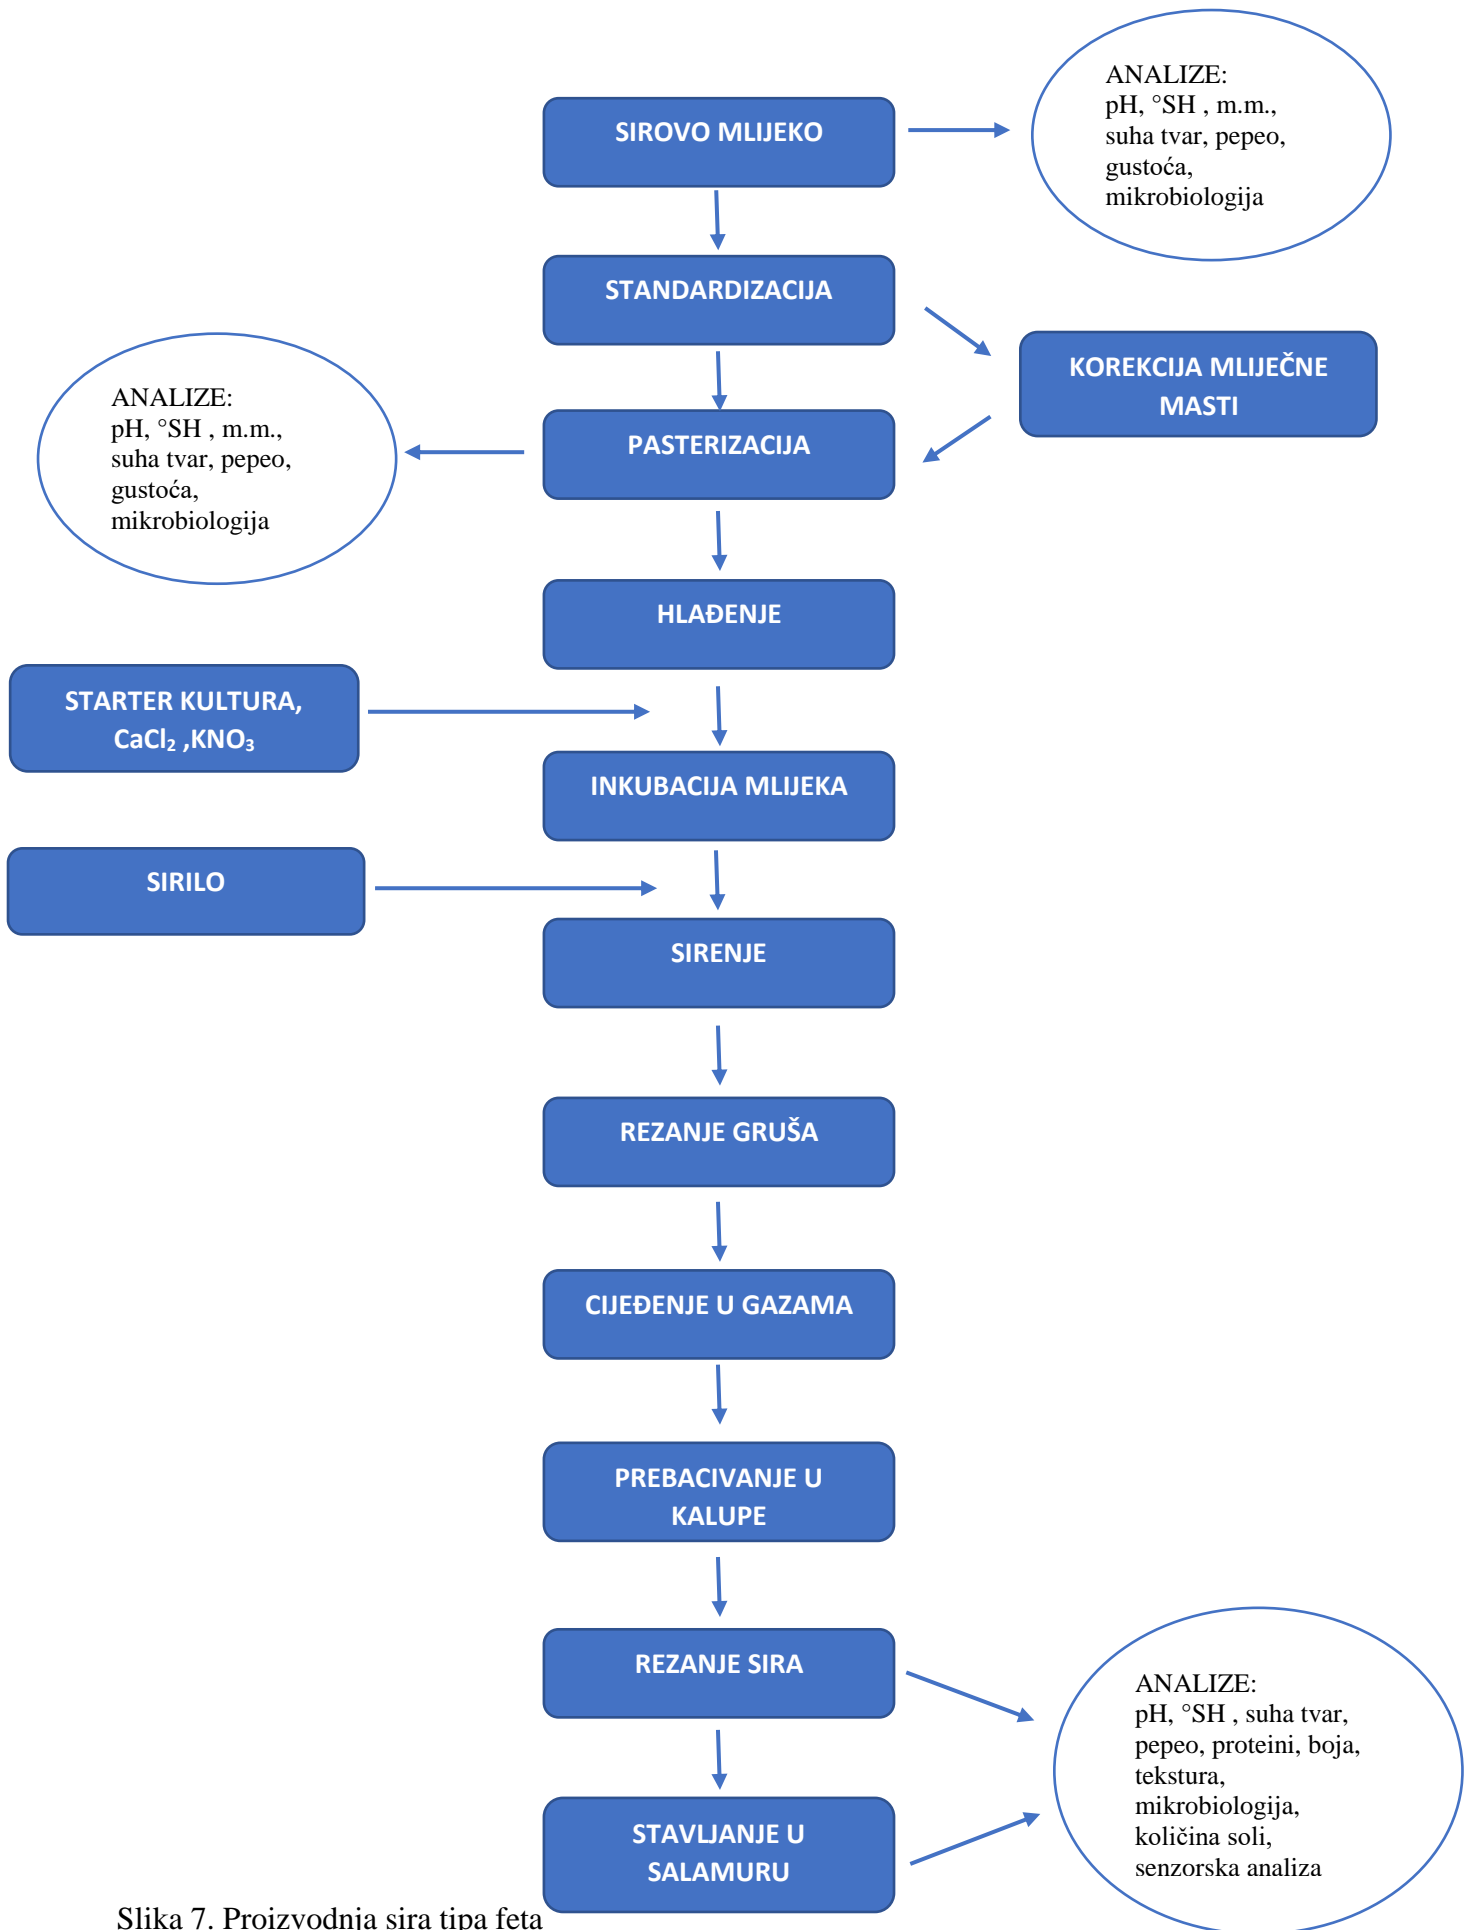 SIROVO MLIJEKO
ANALIZE:
pH, °SH , m.m.,
suha tvar, pepeo,
gustoća,
mikrobiologija
STANDARDIZACIJA
KOREKCIJA MLIJEČNE
MASTI
PASTERIZACIJA
ANALIZE:
pH, °SH , m.m.,
suha tvar, pepeo,
gustoća,
mikrobiologija
HLAĐENJE
STARTER KULTURA,
CaCl₂ ,KNO₃
INKUBACIJA MLIJEKA
SIRILO
SIRENJE
REZANJE GRUŠA
CIJEĐENJE U GAZAMA
PREBACIVANJE U
KALUPE
REZANJE SIRA
ANALIZE:
pH, °SH , suha tvar,
pepeo, proteini, boja,
tekstura,
mikrobiologija,
količina soli,
senzorska analiza
STAVLJANJE U
SALAMURU
Slika 7. Proizvodnja sira tipa feta